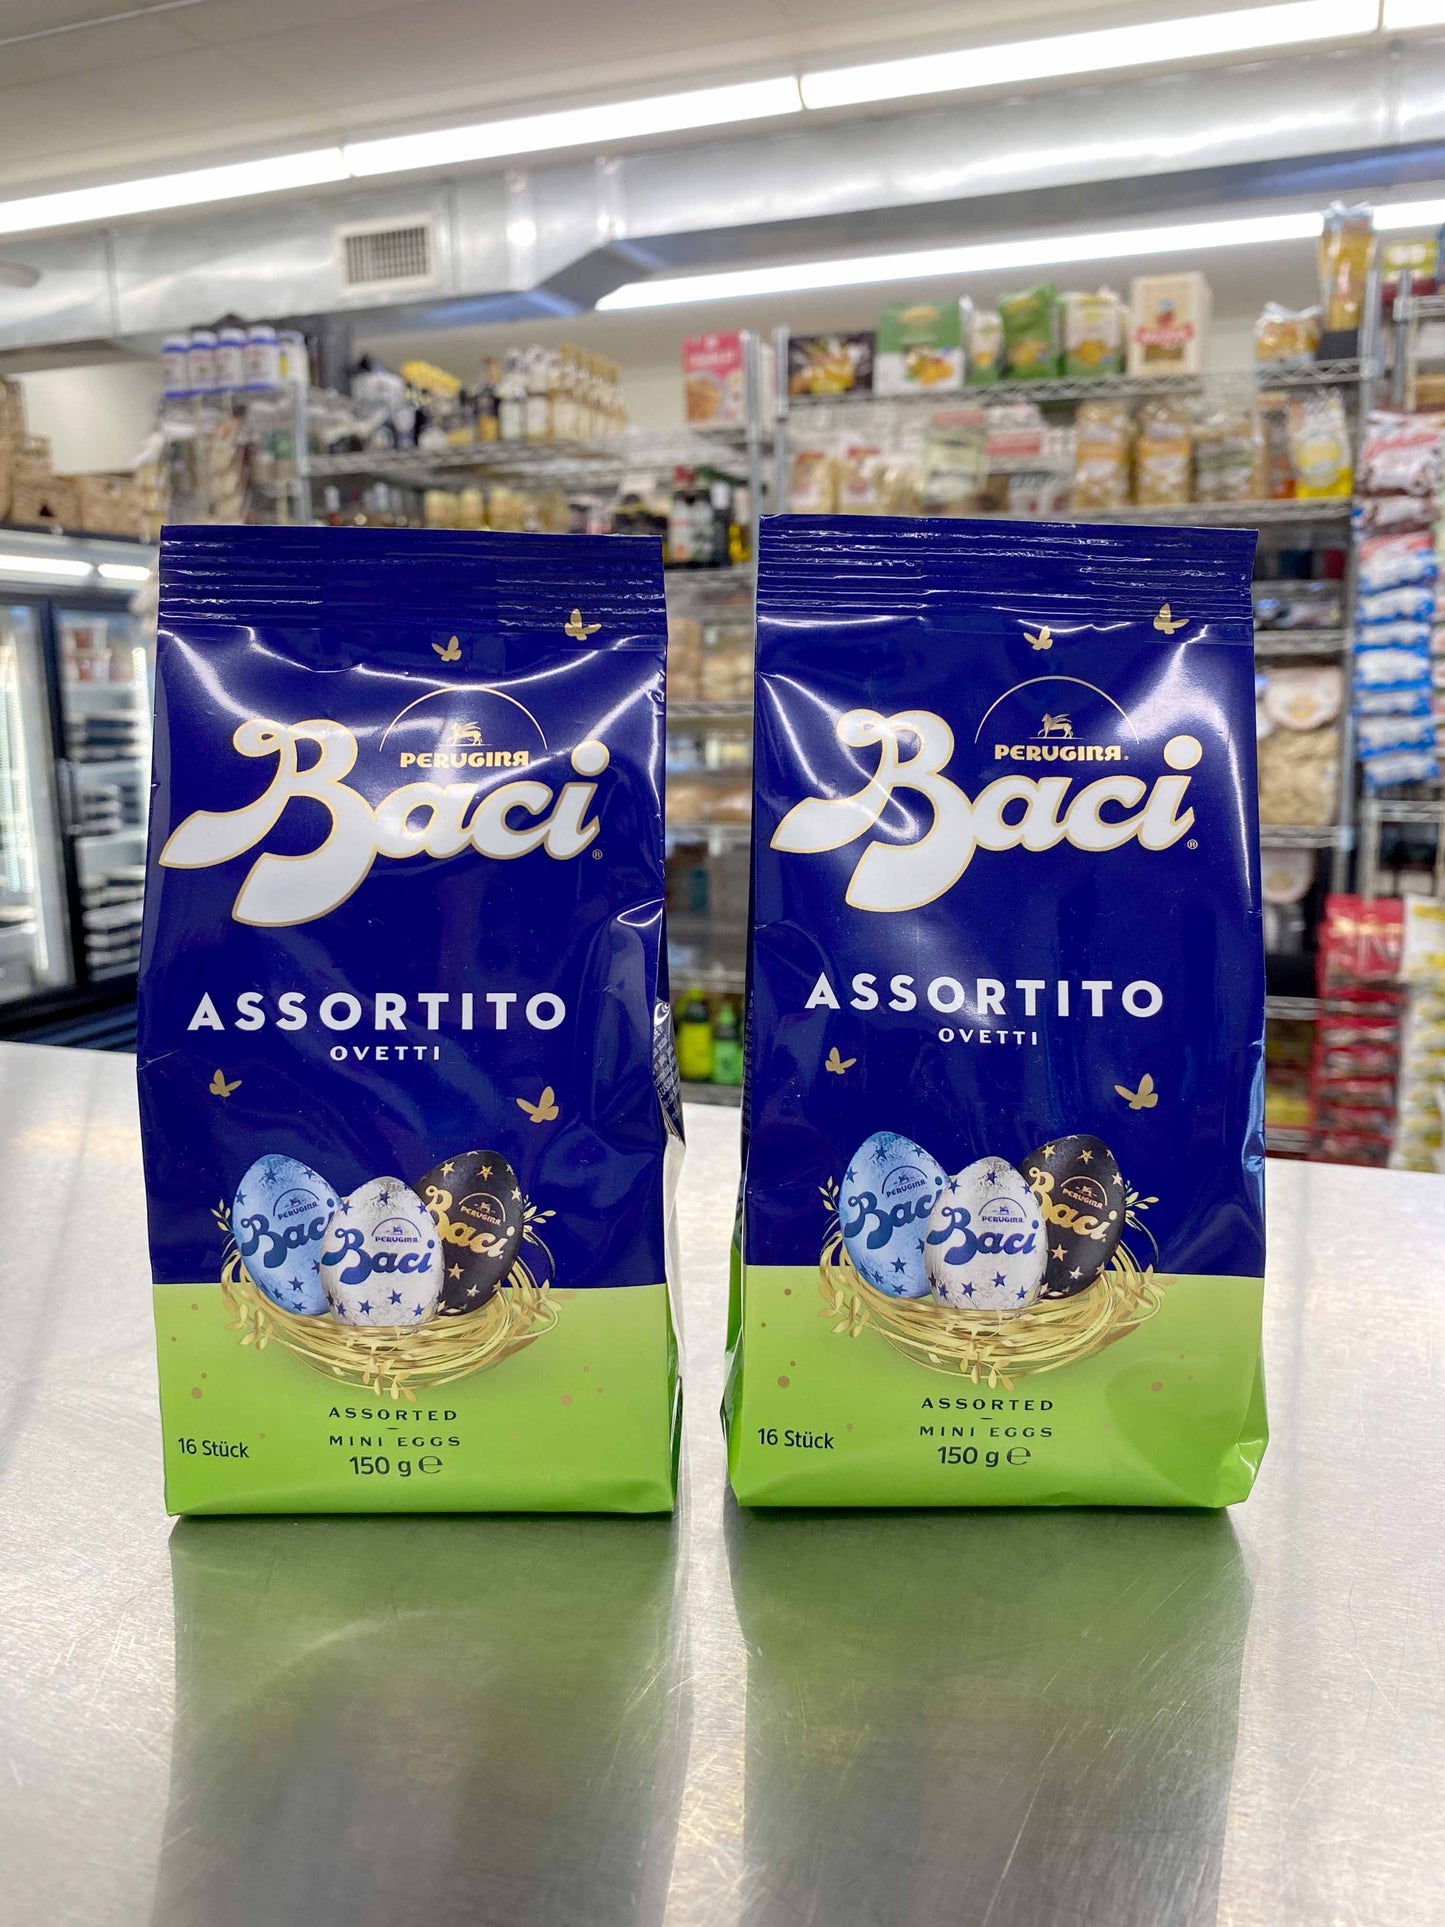 PERUGINA
Baci®
ASSORTITO
OVETTI
PERUGINA
Baci
PERUGINA
Baci
PERUGINA
Baci
ASSORTED
MINI EGGS
16 Stück
150 g ℮
PERUGINA®
Baci®
ASSORTITO
OVETTI
PERUGINA
Baci
PERUGINA
Baci
PERUGINA
Baci
ASSORTED
MINI EGGS
16 Stück
150 g ℮